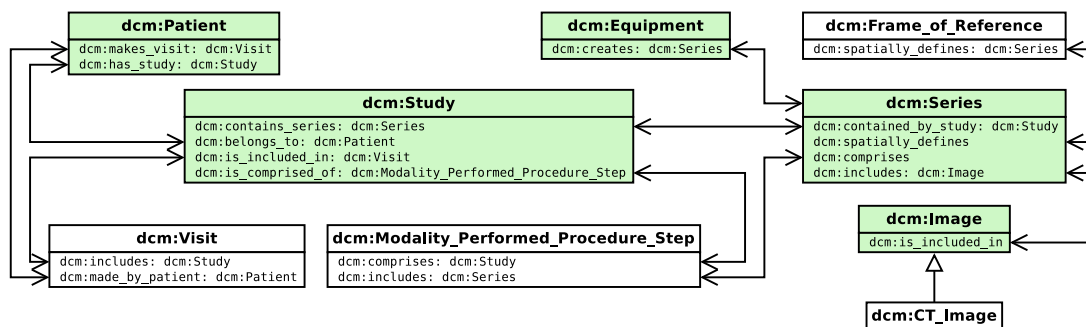 dcm:Patient
dcm:makes_visit: dcm:Visit
dcm:has_study: dcm:Study
dcm:Equipment
dcm:creates: dcm:Series
dcm:Frame_of_Reference
dcm:spatially_defines: dcm:Series
dcm:Study
dcm:contains_series: dcm:Series
dcm:belongs_to: dcm:Patient
dcm:is_included_in: dcm:Visit
dcm:is_comprised_of: dcm:Modality_Performed_Procedure_Step
dcm:Series
dcm:contained_by_study: dcm:Study
dcm:spatially_defines
dcm:comprises
dcm:includes: dcm:Image
dcm:Visit
dcm:includes: dcm:Study
dcm:made_by_patient: dcm:Patient
dcm:Modality_Performed_Procedure_Step
dcm:comprises: dcm:Study
dcm:includes: dcm:Series
dcm:Image
dcm:is_included_in
dcm:CT_Image